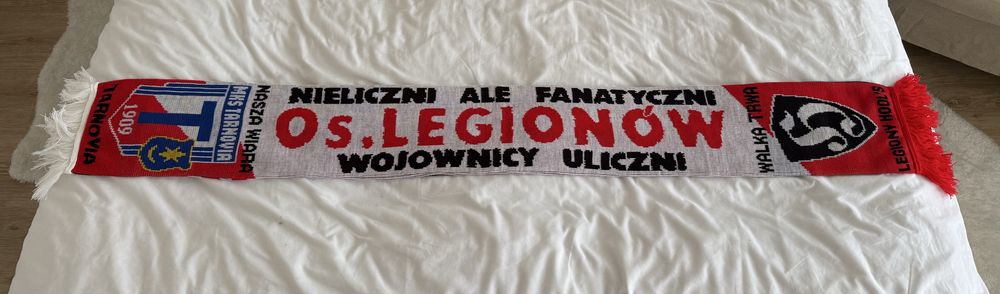 TARNOVIA
1909
T
MKS TARNOVIA
NASZA WIARA
NIELICZNI ALE FANATYCZNI
Os.LEGIONÓW
WOJOWNICY ULICZNI
WALKA TRWA
LEGIONY HOOL'S